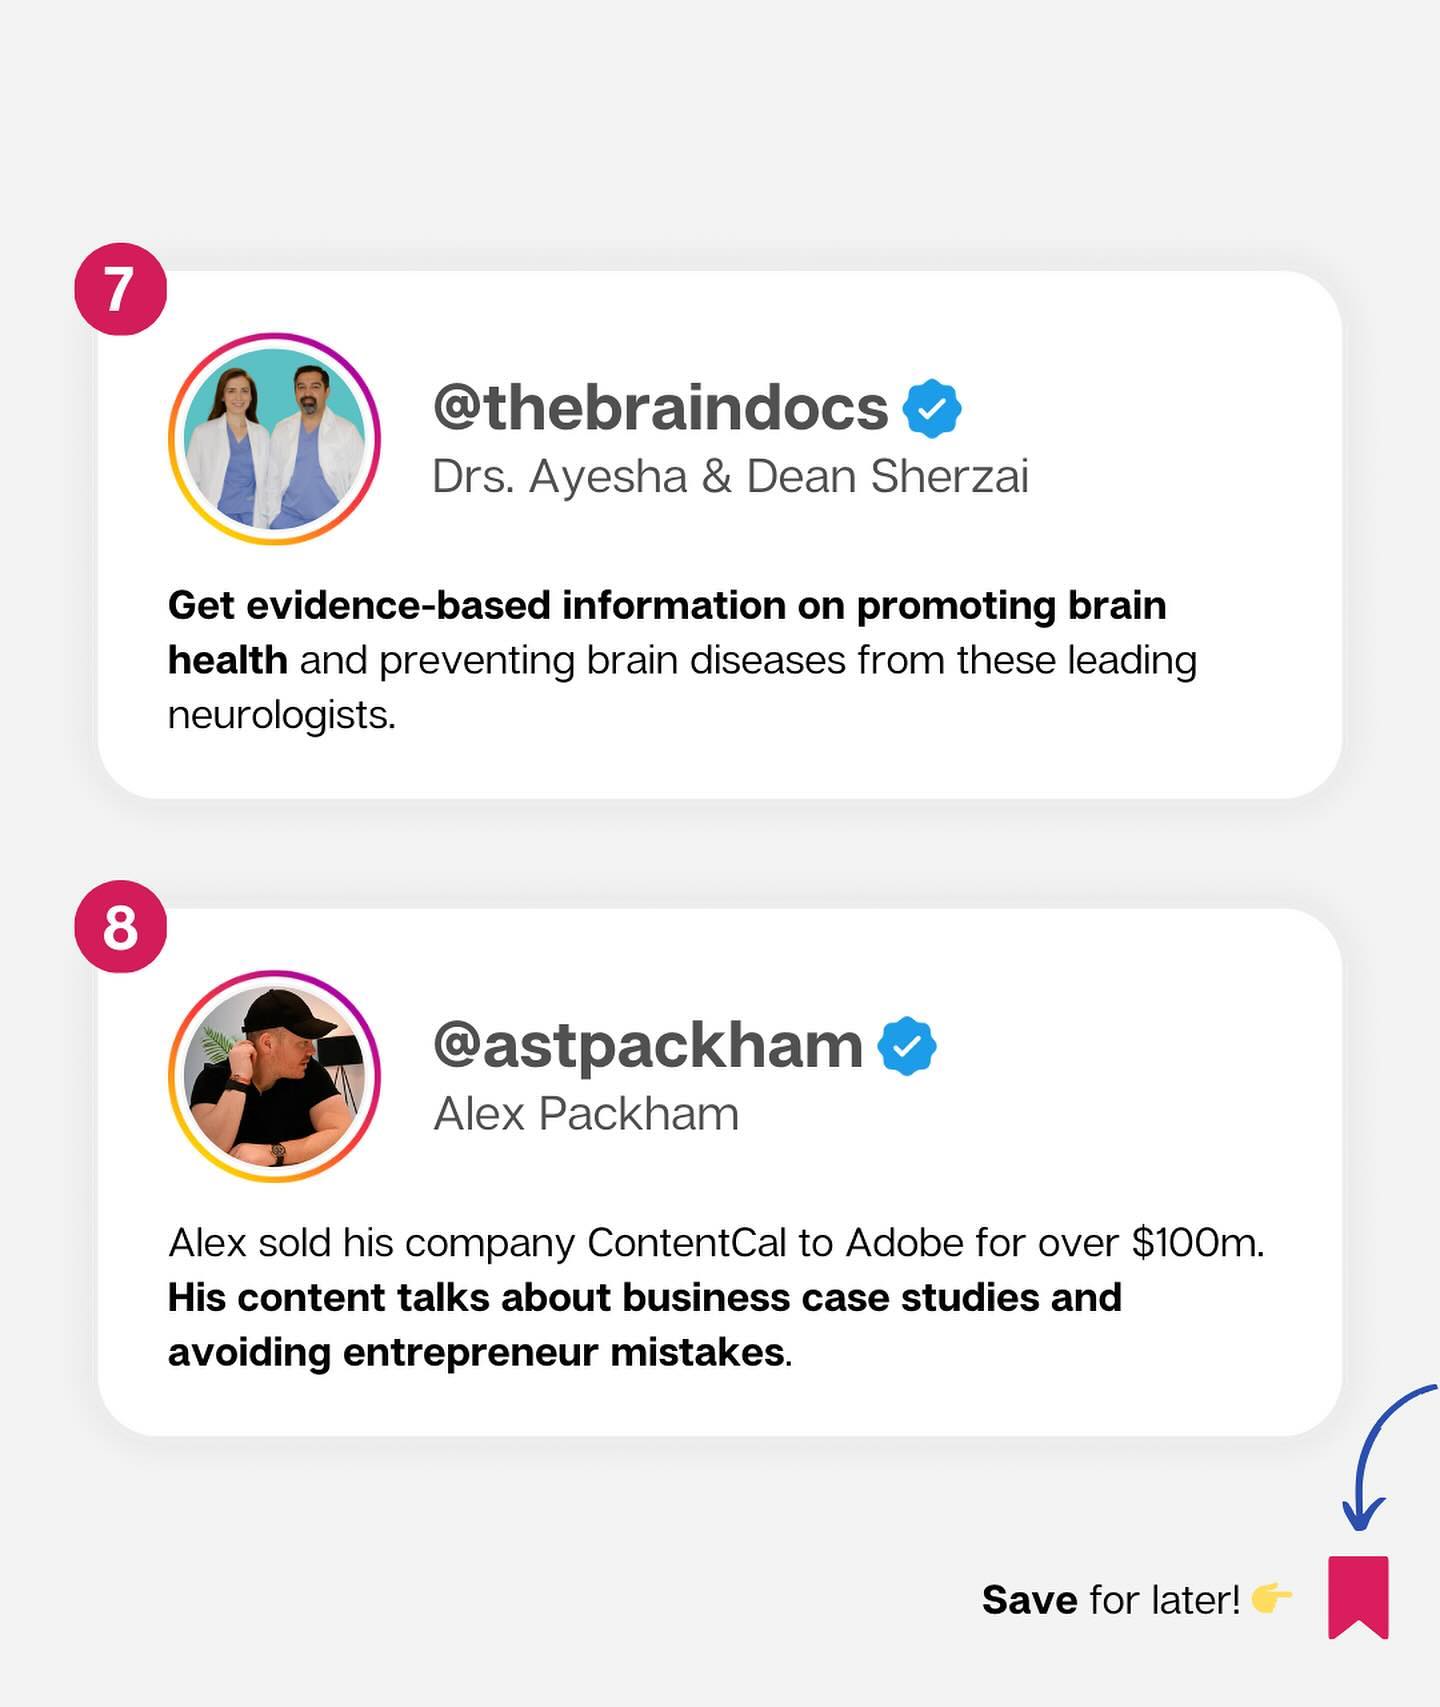 7
@thebraindocs
Drs. Ayesha & Dean Sherzai
Get evidence-based information on promoting brain
health and preventing brain diseases from these leading
neurologists.
8
@astpackham
Alex Packham
Alex sold his company ContentCal to Adobe for over $100m.
His content talks about business case studies and
avoiding entrepreneur mistakes.
Save for later! 👉